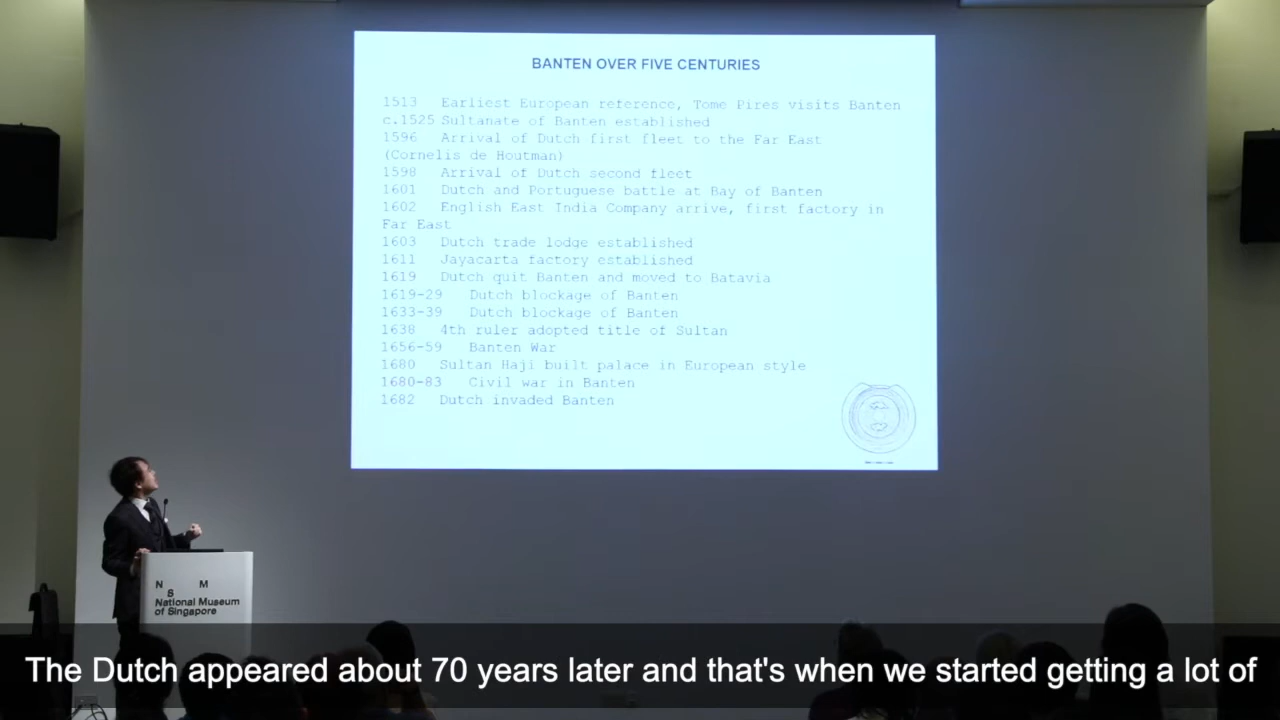 BANTEN OVER FIVE CENTURIES
1513 Earliest European reference, Tome Pires visits Banten
c.1525 Sultanate of Banten established
1596 Arrival of Dutch first fleet to the Far East
(Cornelis de Houtman)
1598 Arrival of Dutch second fleet
1601 Dutch and Portuguese battle at Bay of Banten
1602 English East India Company arrive, first factory in
Far East
1603 Dutch trade lodge established
1611 Jayacarta factory established
1619 Dutch quit Banten and moved to Batavia
1619-29 Dutch blockage of Banten
1633-39 Dutch blockage of Banten
1638 4th ruler adopted title of Sultan
1656-59 Banten War
1680 Sultan Haji built palace in European style
1680-83 Civil war in Banten
1682 Dutch invaded Banten
N M
S
National Museum
of Singapore
The Dutch appeared about 70 years later and that's when we started getting a lot of